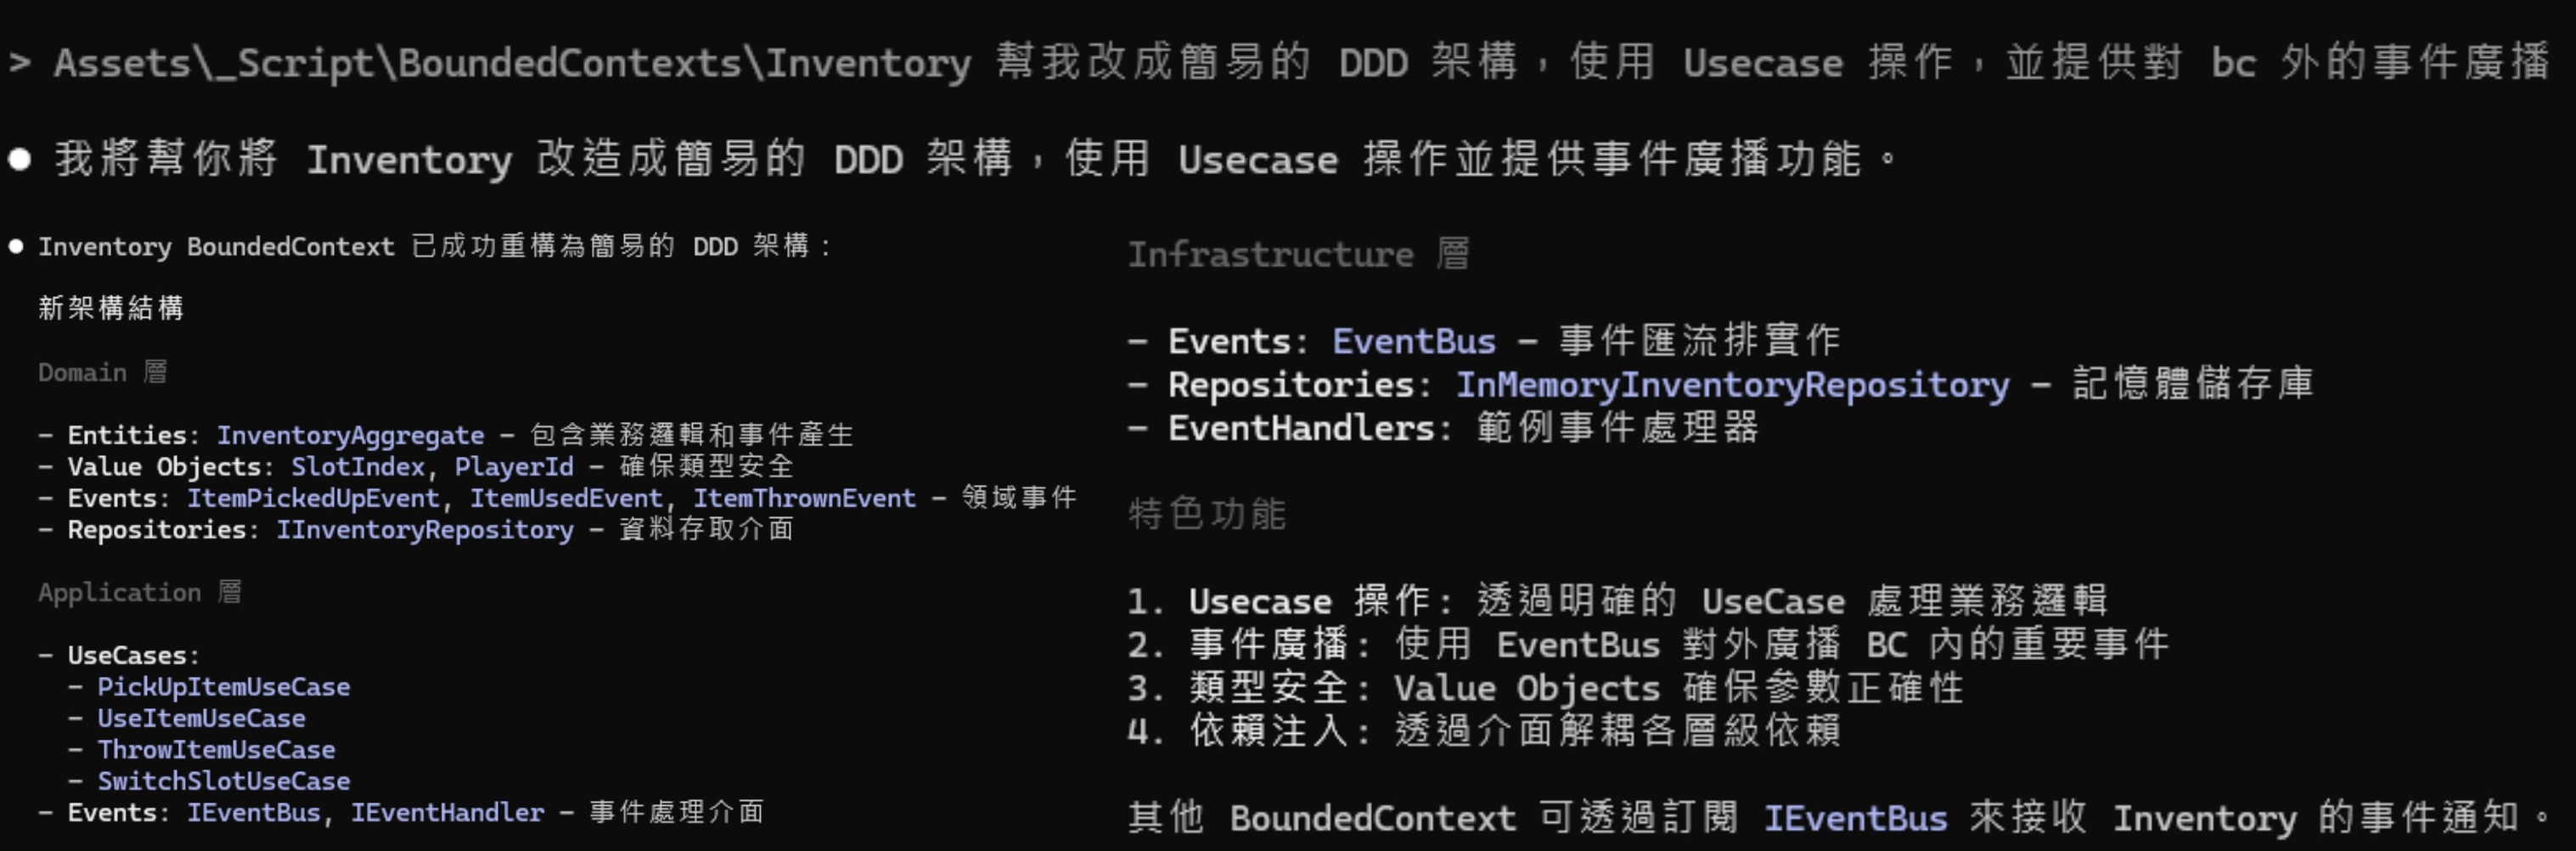 > Assets\_Script\BoundedContexts\Inventory 幫我改成簡易的 DDD 架構，使用 Usecase 操作，並提供對 bc 外的事件廣播
● 我將幫你將 Inventory 改造成簡易的 DDD 架構，使用 Usecase 操作並提供事件廣播功能。
● Inventory BoundedContext 已成功重構為簡易的 DDD 架構：
新架構結構
Domain 層
- Entities: InventoryAggregate - 包含業務邏輯和事件產生
- Value Objects: SlotIndex, PlayerId - 確保類型安全
- Events: ItemPickedUpEvent, ItemUsedEvent, ItemThrownEvent - 領域事件
- Repositories: IInventoryRepository - 資料存取介面
Application 層
- UseCases:
- PickUpItemUseCase
- UseItemUseCase
- ThrowItemUseCase
- SwitchSlotUseCase
- Events: IEventBus, IEventHandler - 事件處理介面
Infrastructure 層
- Events: EventBus - 事件匯流排實作
- Repositories: InMemoryInventoryRepository - 記憶體儲存庫
- EventHandlers: 範例事件處理器
特色功能
1. Usecase 操作: 透過明確的 UseCase 處理業務邏輯
2. 事件廣播: 使用 EventBus 對外廣播 BC 內的重要事件
3. 類型安全: Value Objects 確保參數正確性
4. 依賴注入: 透過介面解耦各層級依賴
其他 BoundedContext 可透過訂閱 IEventBus 來接收 Inventory 的事件通知。